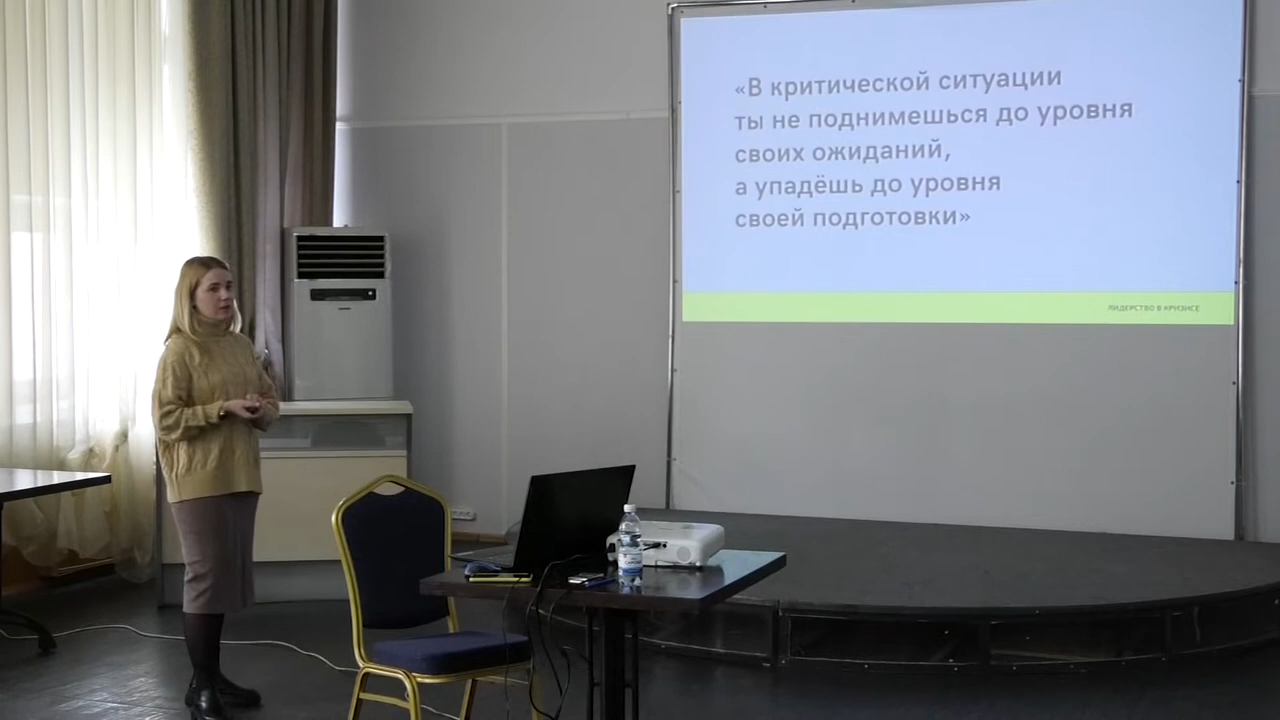 «В критической ситуации
ты не поднимешься до уровня
своих ожиданий,
а упадёшь до уровня
своей подготовки»
ЛИДЕРСТВО В КРИЗИСЕ